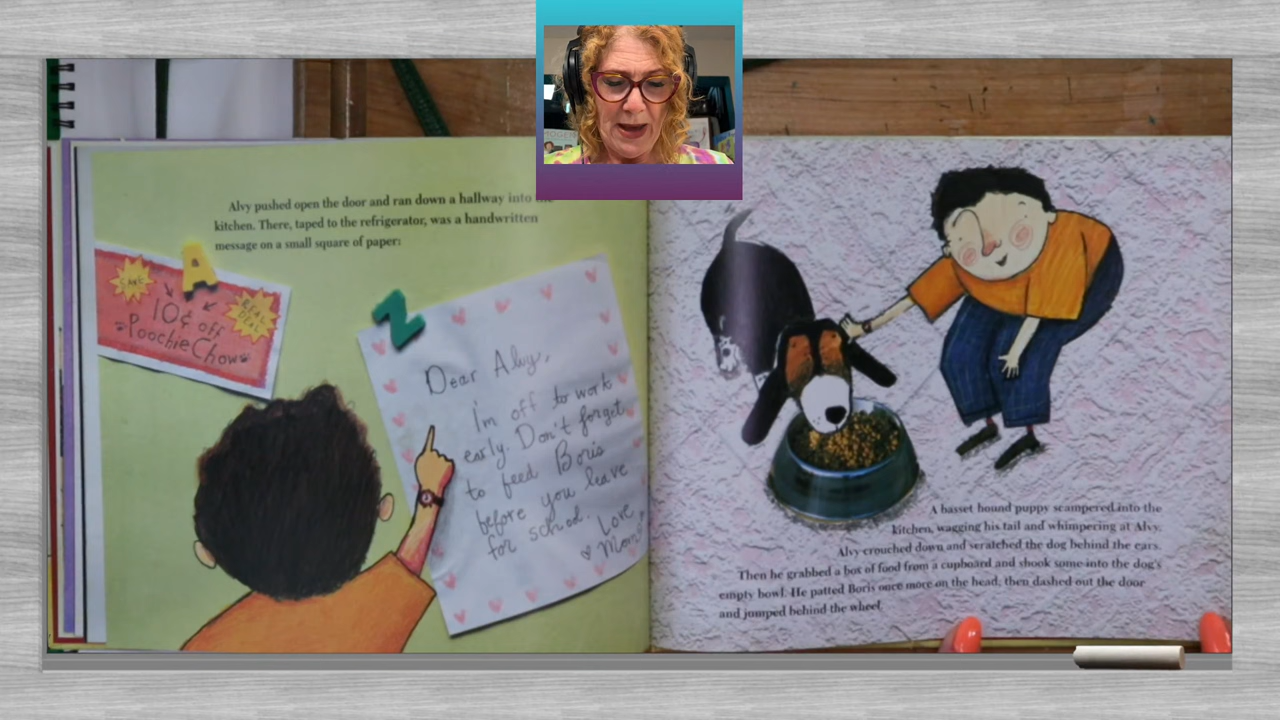 Alvy pushed open the door and ran down a hallway into
kitchen. There, taped to the refrigerator, was a handwritten
message on a small square of paper:
A
SAVE
10¢ off
REAL
DEAL
PoochieChow
Z
Dear Alvy,
I'm off to work
early. Don't forget
to feed Boris
before you leave
for school.
Love
Mom
A basset hound puppy scampered into the
kitchen, wagging his tail and whimpering at Alvy.
Alvy crouched down and scratched the dog behind the ears.
Then he grabbed a box of food from a cupboard and shook some into the dog's
empty bowl. He patted Boris once more on the head, then dashed out the door
and jumped behind the wheel.